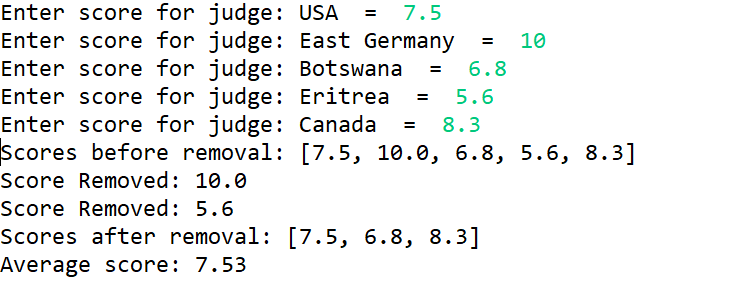 Enter score for judge: USA  =  7.5
Enter score for judge: East Germany  =  10
Enter score for judge: Botswana  =  6.8
Enter score for judge: Eritrea  =  5.6
Enter score for judge: Canada  =  8.3
Scores before removal: [7.5, 10.0, 6.8, 5.6, 8.3]
Score Removed: 10.0
Score Removed: 5.6
Scores after removal: [7.5, 6.8, 8.3]
Average score: 7.53